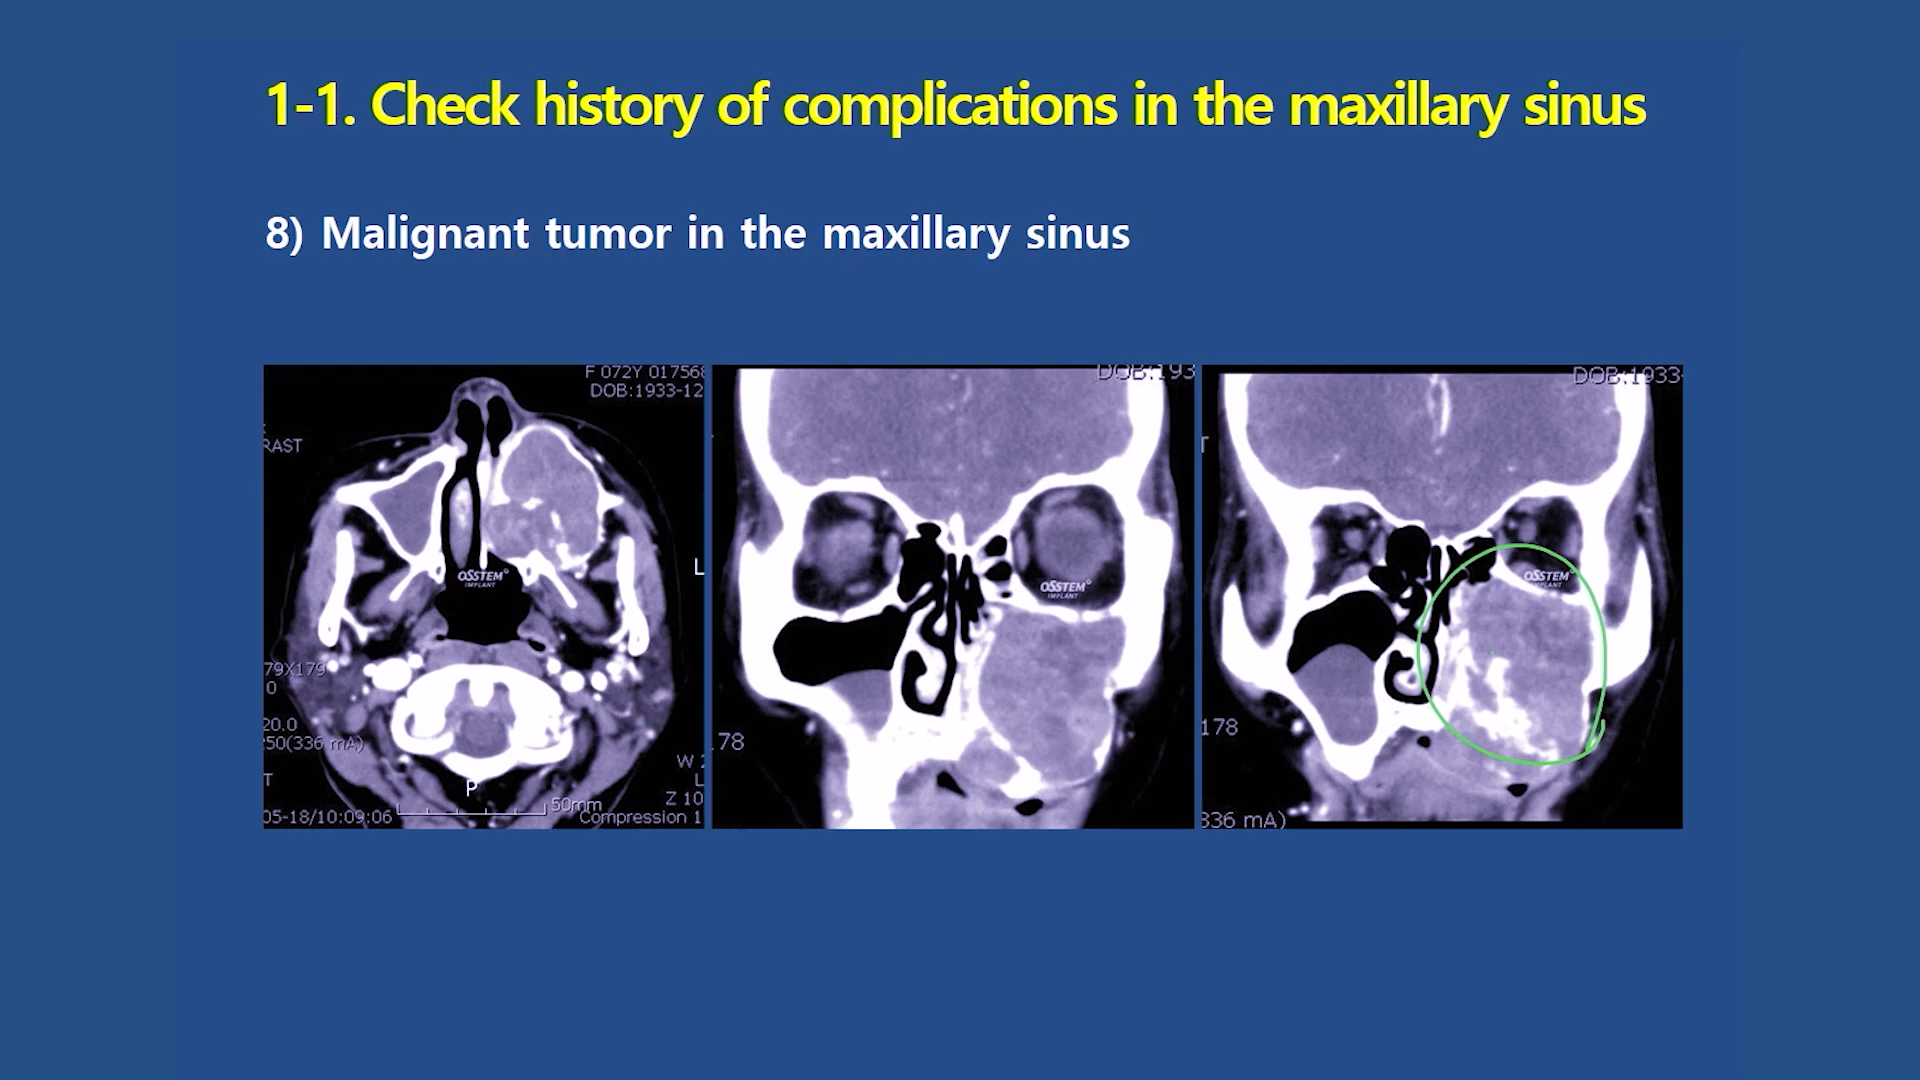 1-1. Check history of complications in the maxillary sinus
8) Malignant tumor in the maxillary sinus
F 072Y 01756
DOB:1933-12
RAST
L
OSSTEM
IMPLANT
79X179
0
20.0
:50(336 mA)
T
P
50mm
W
L
Z 10
05-18/10:09:06
Compression 1
DOB:193
OSSTEM
IMPLANT
78
DOB:1933-
T
OSSTEM
IMPLANT
178
336 mA)